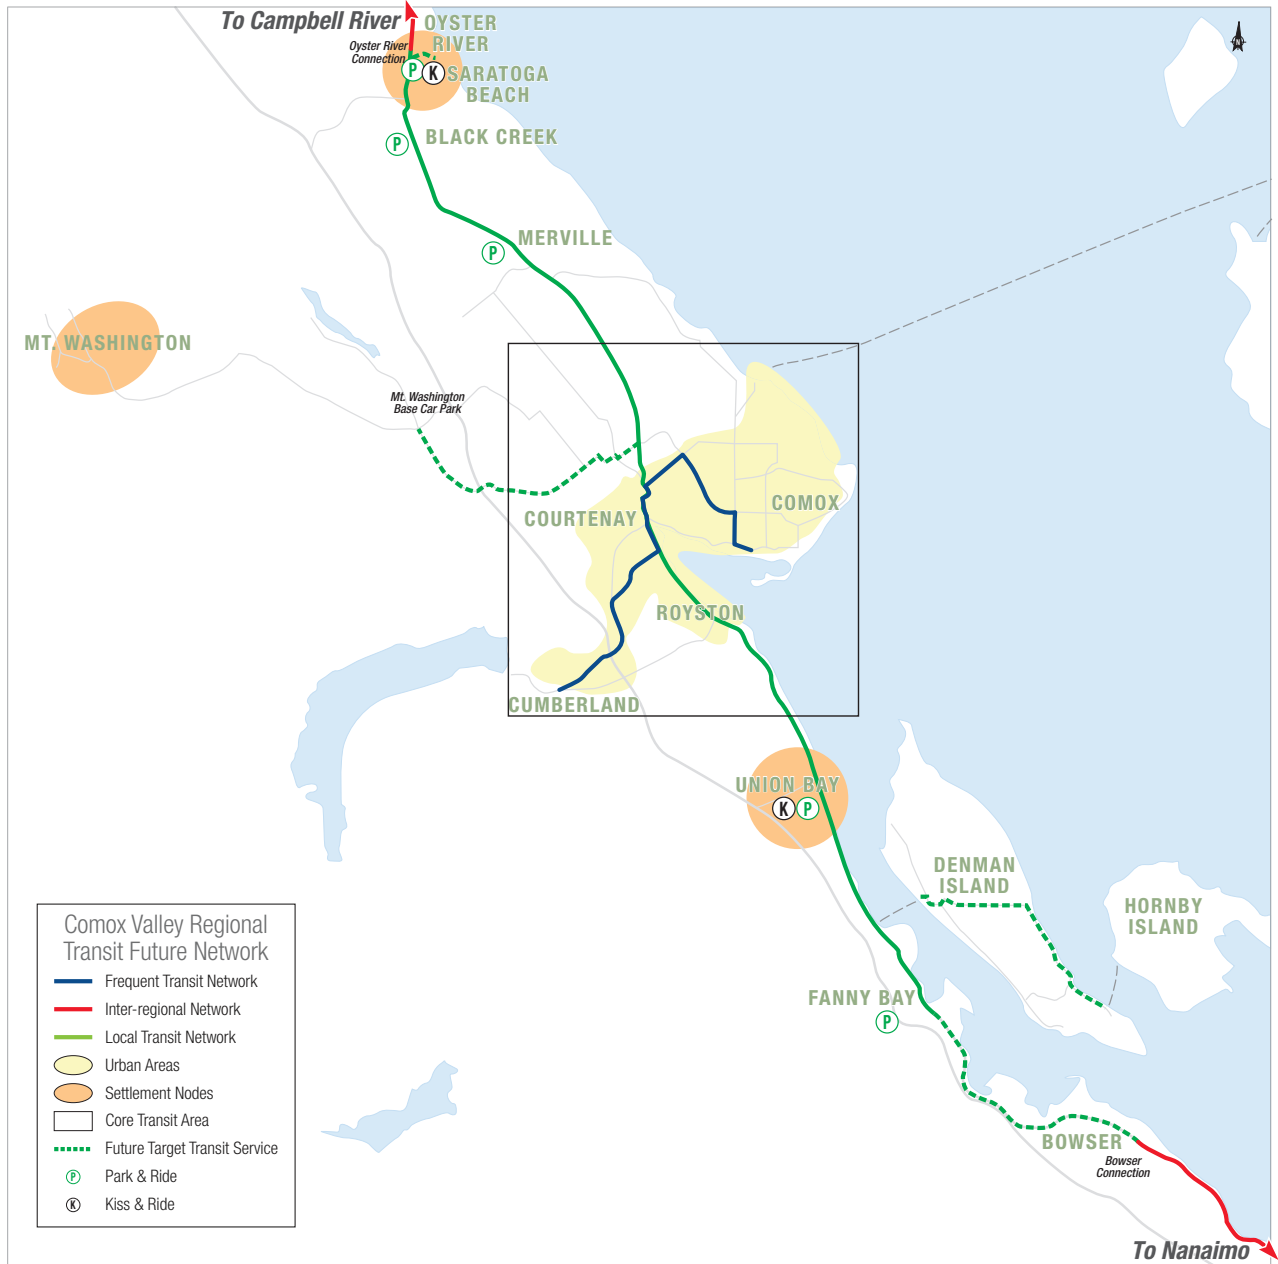 To Campbell River
OYSTER
RIVER
Oyster River
Connection
P
K
SARATOGA
BEACH
N
P
BLACK CREEK
MERVILLE
P
MT. WASHINGTON
Mt. Washington
Base Car Park
COURTENAY
COMOX
ROYSTON
CUMBERLAND
UNION BAY
K
P
DENMAN
ISLAND
HORNBY
ISLAND
FANNY BAY
P
BOWSER
Bowser
Connection
To Nanaimo
Comox Valley Regional
Transit Future Network
Frequent Transit Network
Inter-regional Network
Local Transit Network
Urban Areas
Settlement Nodes
Core Transit Area
Future Target Transit Service
P Park & Ride
K Kiss & Ride